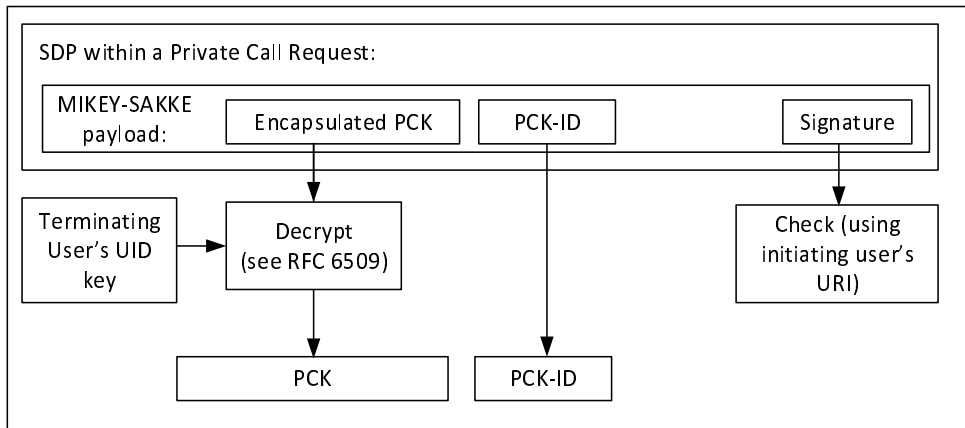 SDP within a Private Call Request:
MIKEY-SAKKE
payload:
Encapsulated PCK
PCK-ID
Signature
Terminating
User's UID
key
Decrypt
(see RFC 6509)
Check (using
initiating user's
URI)
PCK
PCK-ID